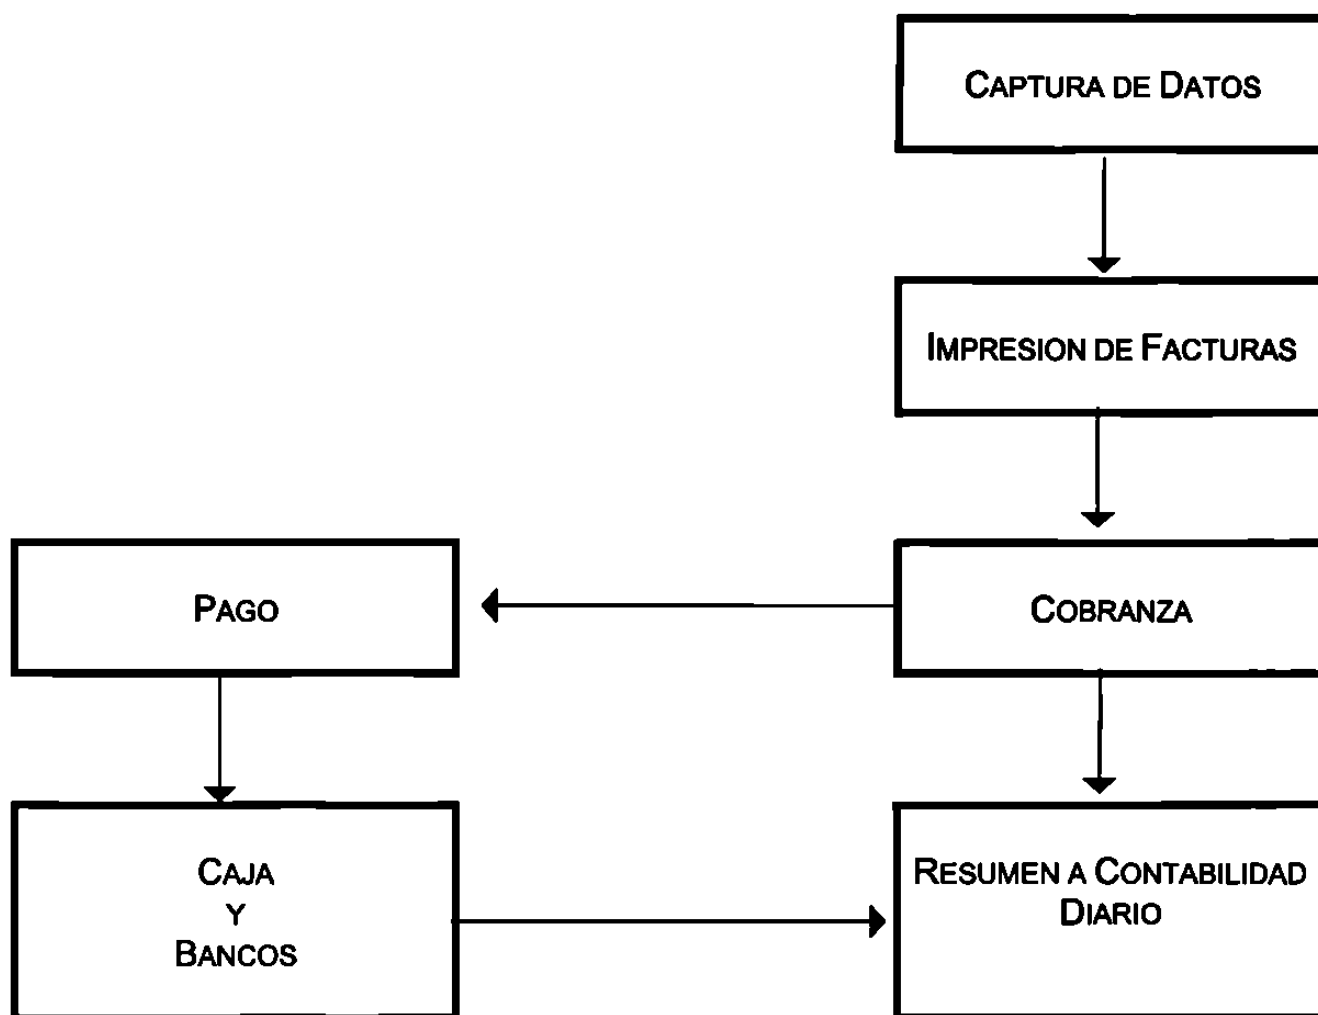 CAPTURA DE DATOS
IMPRESION DE FACTURAS
PAGO
COBRANZA
CAJA
Y
BANCOS
RESUMEN A CONTABILIDAD
DIARIO